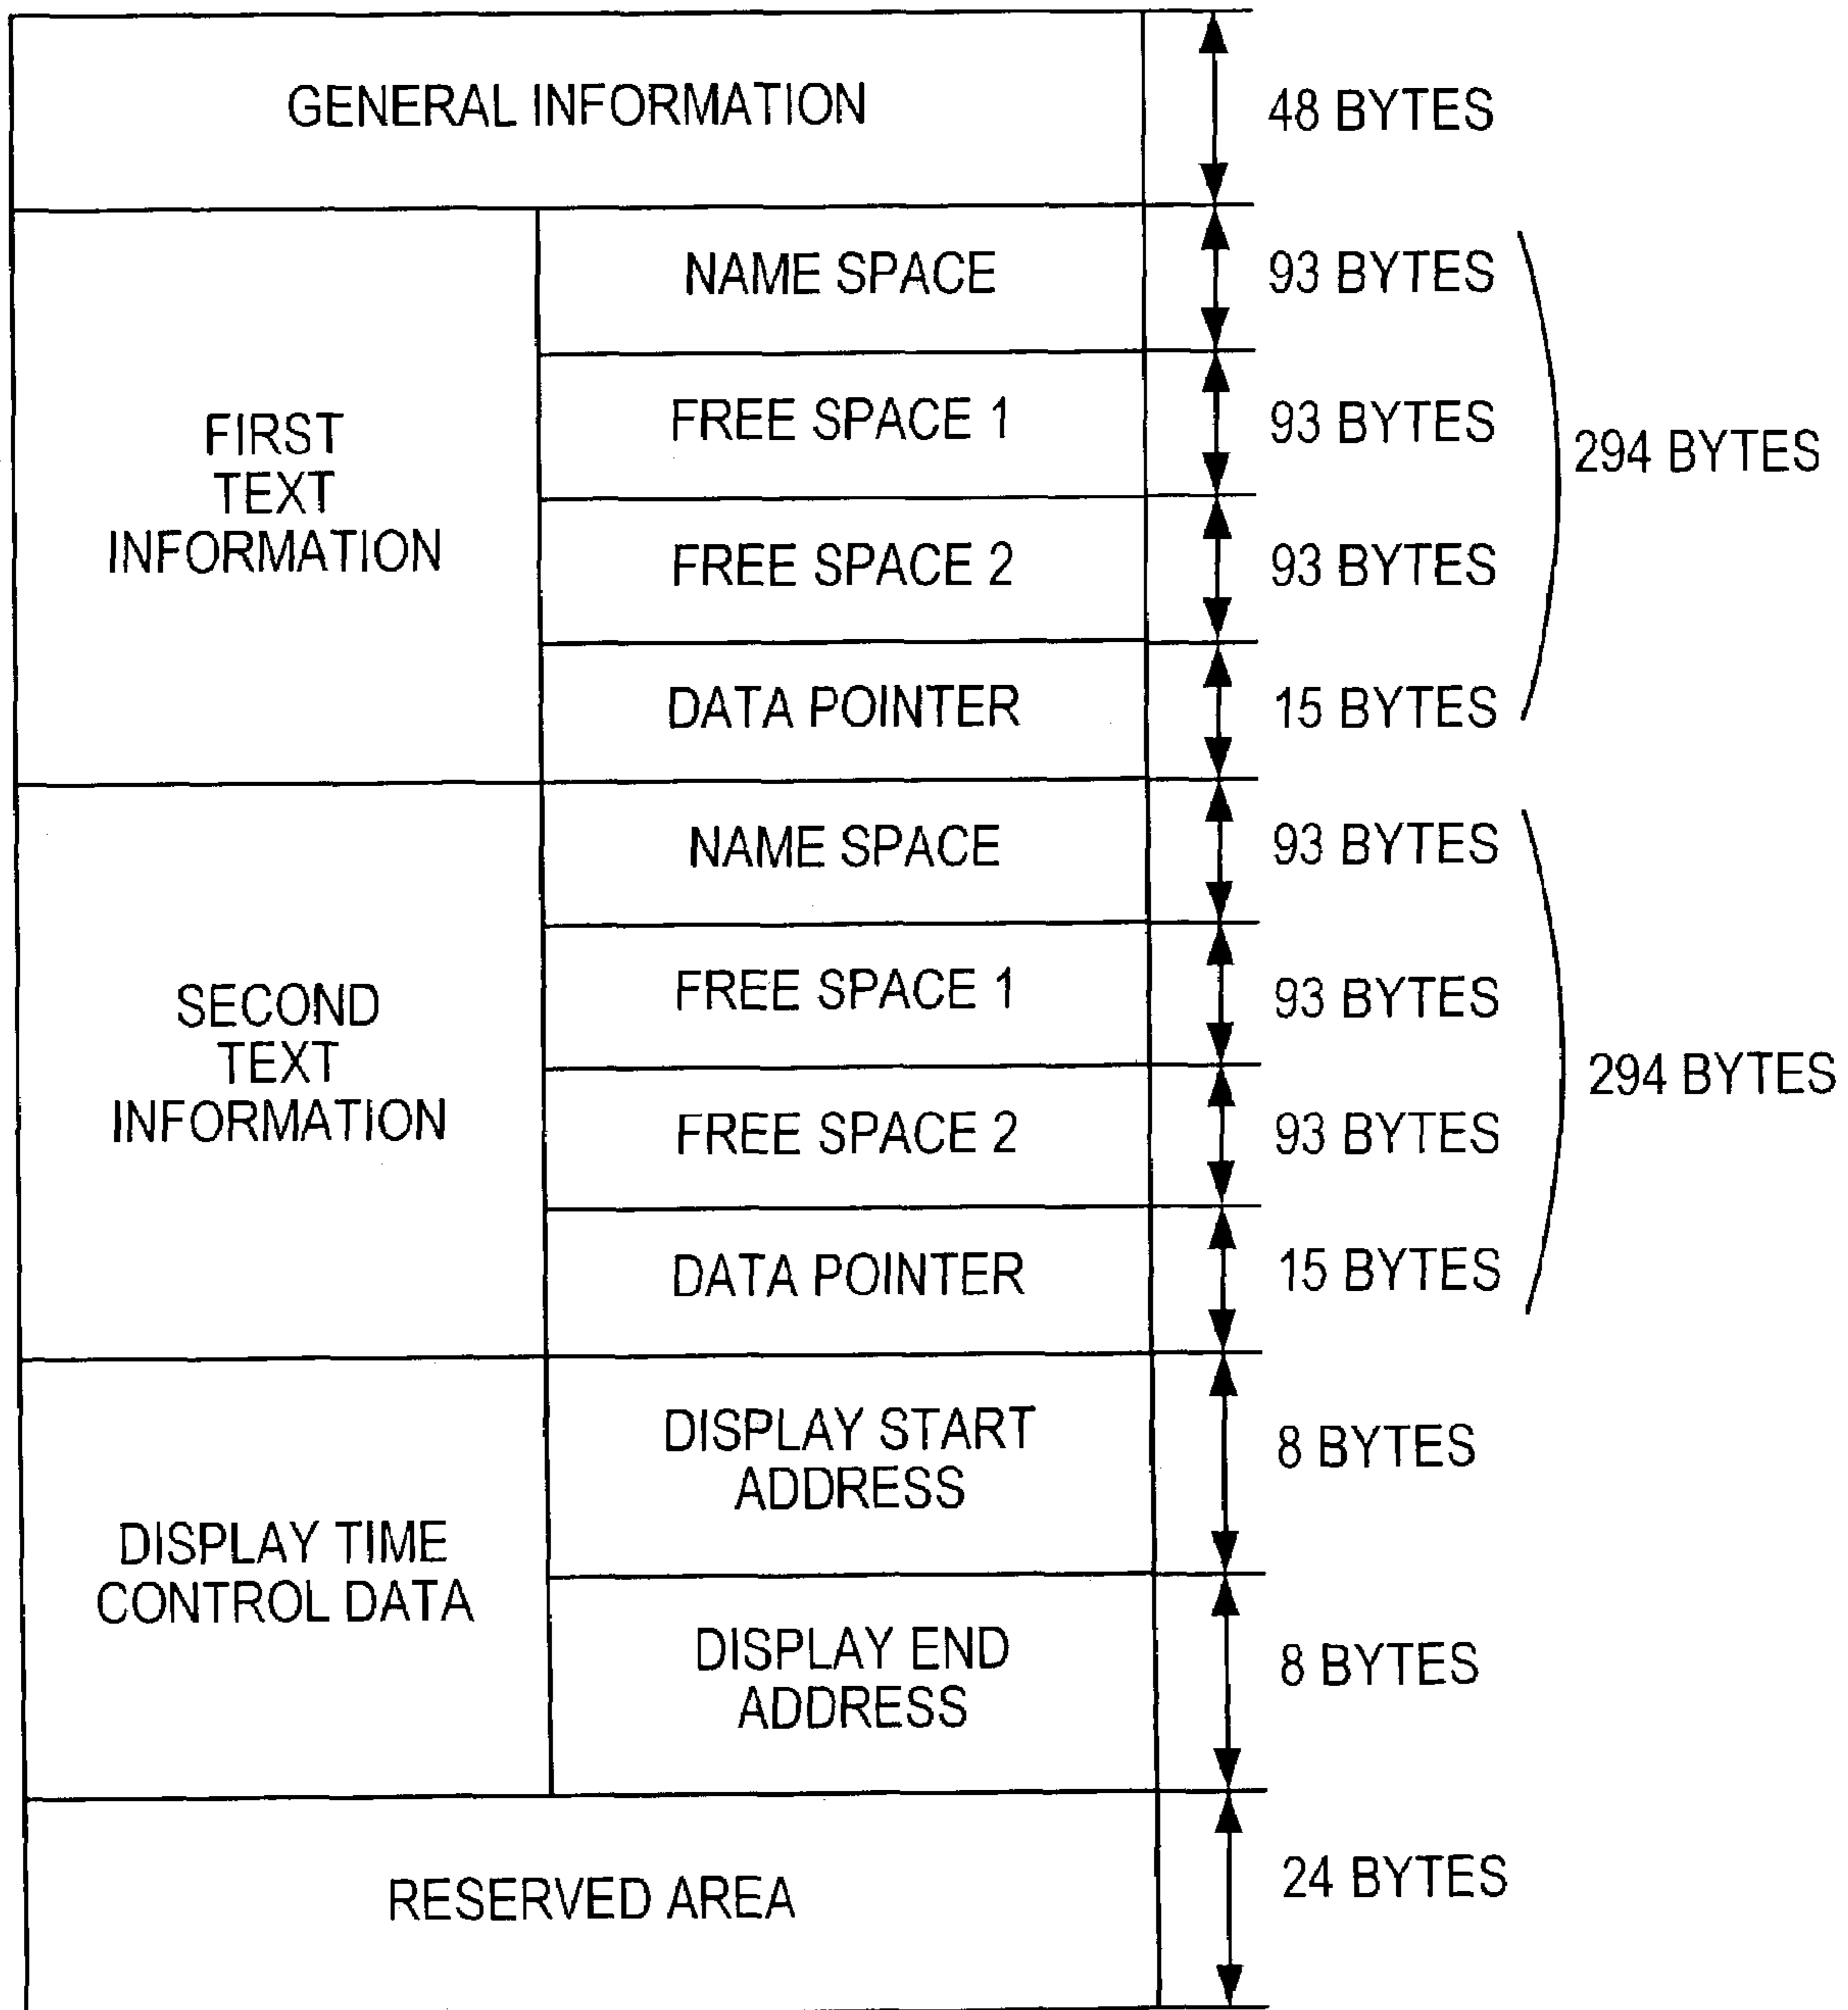 GENERAL INFORMATION
48 BYTES
FIRST
TEXT
INFORMATION
NAME SPACE
93 BYTES
FREE SPACE 1
93 BYTES
FREE SPACE 2
93 BYTES
DATA POINTER
15 BYTES
294 BYTES
SECOND
TEXT
INFORMATION
NAME SPACE
93 BYTES
FREE SPACE 1
93 BYTES
FREE SPACE 2
93 BYTES
DATA POINTER
15 BYTES
294 BYTES
DISPLAY TIME
CONTROL DATA
DISPLAY START
ADDRESS
8 BYTES
DISPLAY END
ADDRESS
8 BYTES
RESERVED AREA
24 BYTES